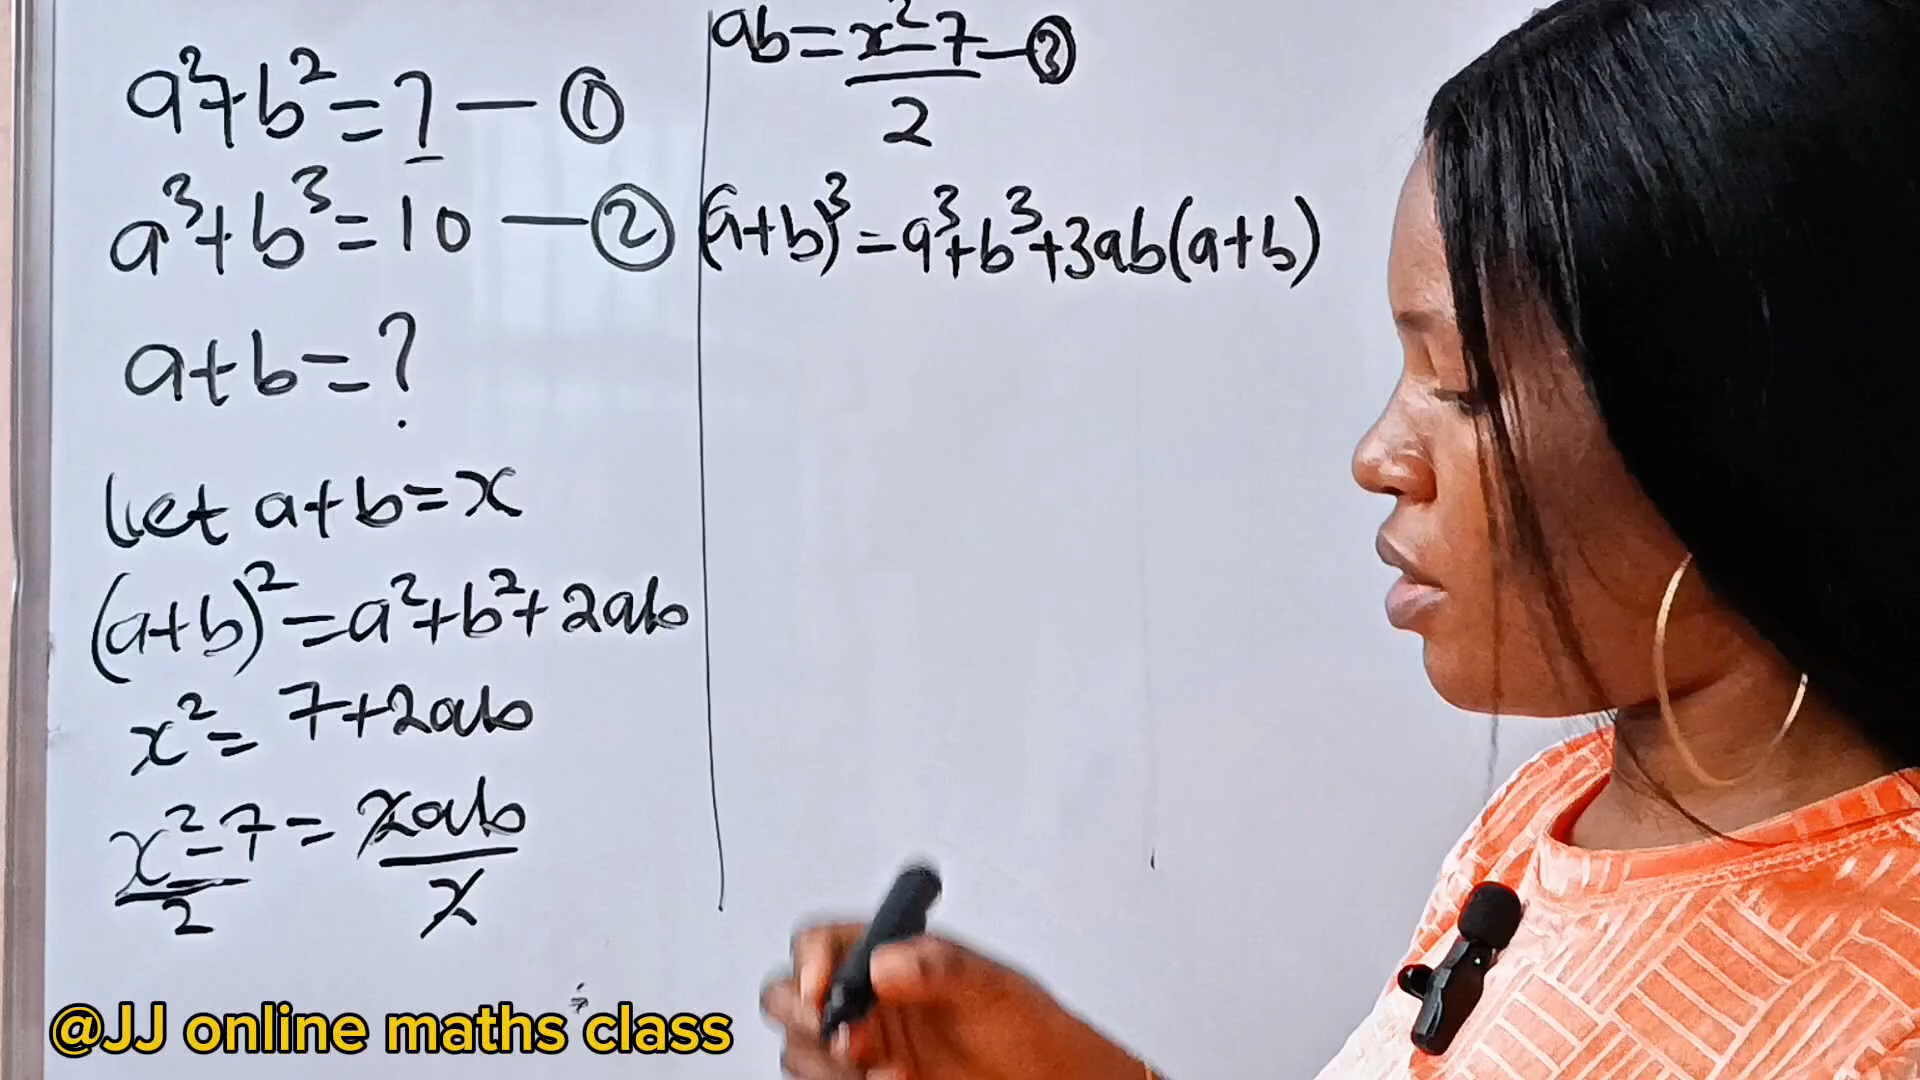 a²+b²=7 — ①
a³+b³=10 — ②
a+b=?
let a+b=x
(a+b)²=a²+b²+2ab
x²=7+2ab
x²-7/2=2ab/2
ab=x²-7/2 — ③
(a+b)³=a³+b³+3ab(a+b)
@JJ online maths class